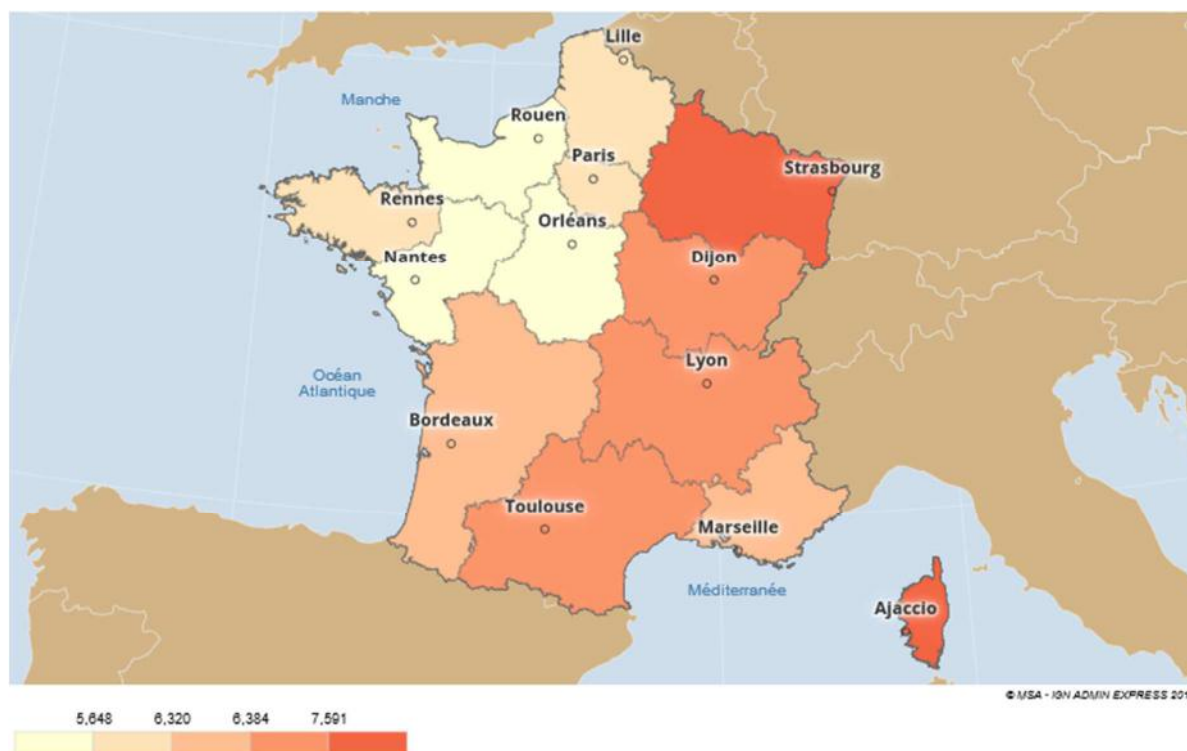 Lille
Manche
Rouen
Paris
Strasbourg
Rennes
Orléans
Nantes
Dijon
Lyon
Océan
Atlantique
Bordeaux
Toulouse
Marseille
Méditerranée
Ajaccio
© MSA - IGN ADMIN EXPRESS 201
5,648 6,320 6,384 7,591